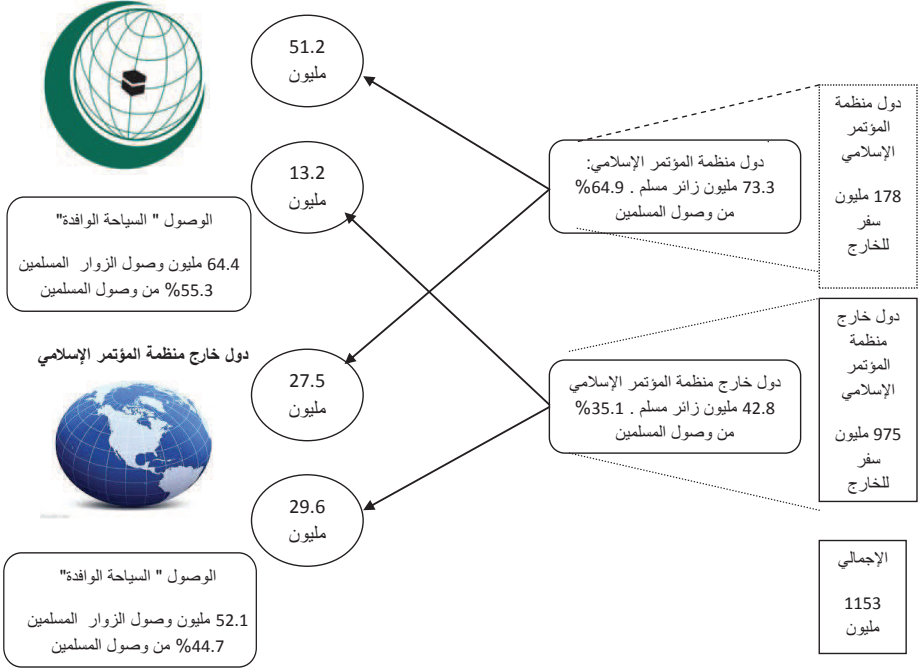 دول منظمة
المؤتمر
الإسلامي
178 مليون
سفر
للخارج
دول منظمة المؤتمر الإسلامي:
73.3 مليون زائر مسلم . 64.9%
من وصول المسلمين
51.2
مليون
13.2
مليون
الوصول " السياحة الوافدة"
64.4 مليون وصول الزوار المسلمين
55.3% من وصول المسلمين
دول خارج
منظمة
المؤتمر
الإسلامي
975 مليون
سفر
للخارج
دول خارج منظمة المؤتمر الإسلامي
42.8 مليون زائر مسلم . 35.1%
من وصول المسلمين
دول خارج منظمة المؤتمر الإسلامي
27.5
مليون
29.6
مليون
الوصول " السياحة الوافدة"
52.1 مليون وصول الزوار المسلمين
44.7% من وصول المسلمين
الإجمالي
1153
مليون